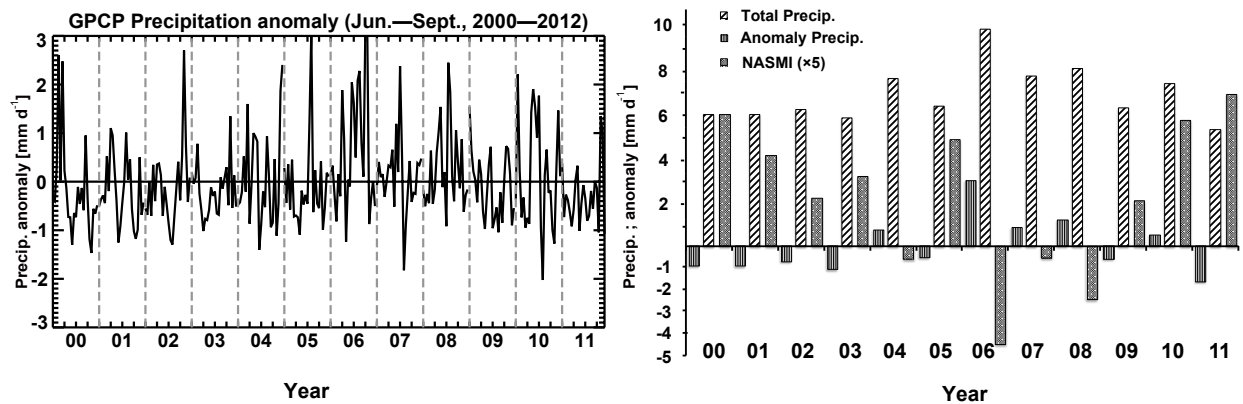 GPCP Precipitation anomaly (Jun.—Sept., 2000—2012)
Precip. anomaly [mm d⁻¹]
3
2
1
0
-1
-2
-3
00 01 02 03 04 05 06 07 08 09 10 11
Year
Total Precip.
Anomaly Precip.
NASMI (×5)
Precip. ; anomaly [mm d⁻¹]
10
8
6
4
2
-1
-2
-3
-4
-5
00 01 02 03 04 05 06 07 08 09 10 11
Year